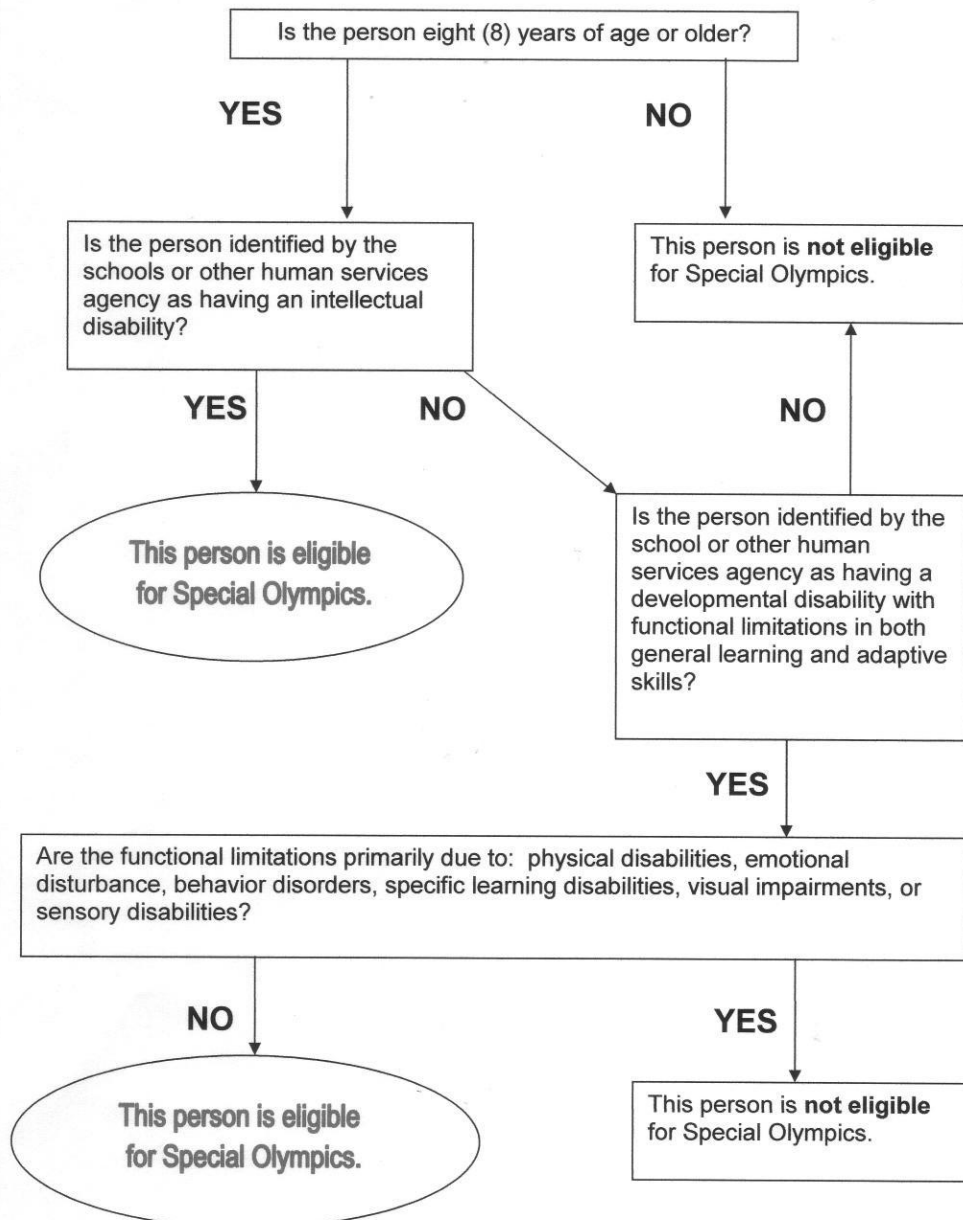 Is the person eight (8) years of age or older?
YES
NO
Is the person identified by the
schools or other human services
agency as having an intellectual
disability?
This person is not eligible
for Special Olympics.
YES
NO
NO
This person is eligible
for Special Olympics.
Is the person identified by the
school or other human
services agency as having a
developmental disability with
functional limitations in both
general learning and adaptive
skills?
YES
Are the functional limitations primarily due to: physical disabilities, emotional
disturbance, behavior disorders, specific learning disabilities, visual impairments, or
sensory disabilities?
NO
YES
This person is eligible
for Special Olympics.
This person is not eligible
for Special Olympics.